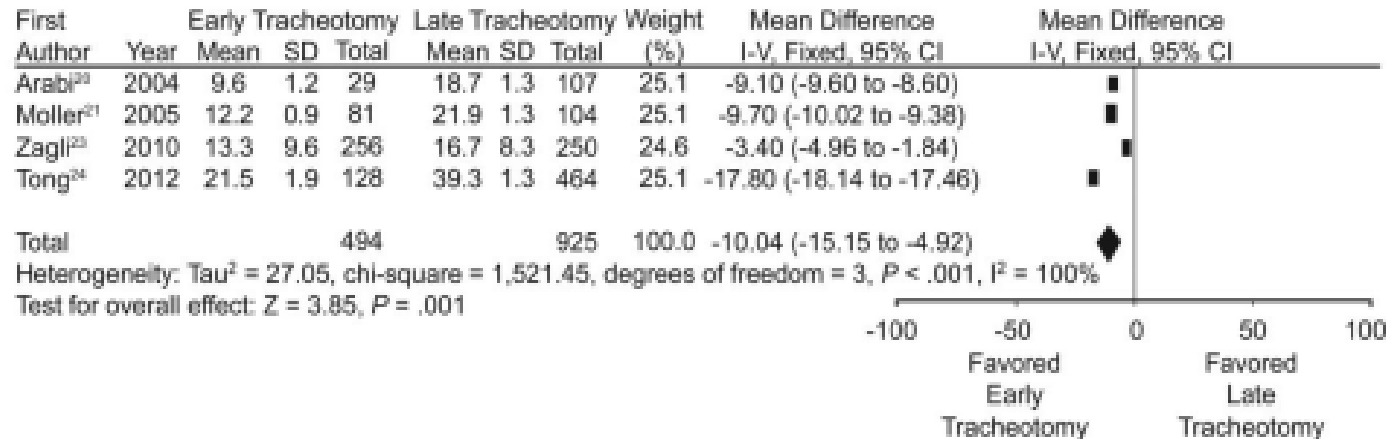 First Early Tracheotomy Late Tracheotomy Weight Mean Difference Mean Difference
Author Year Mean SD Total Mean SD Total (%) I-V, Fixed, 95% CI I-V, Fixed, 95% CI
Arabi²⁰ 2004 9.6 1.2 29 18.7 1.3 107 25.1 -9.10 (-9.60 to -8.60)
Moller²¹ 2005 12.2 0.9 81 21.9 1.3 104 25.1 -9.70 (-10.02 to -9.38)
Zagli²³ 2010 13.3 9.6 256 16.7 8.3 250 24.6 -3.40 (-4.96 to -1.84)
Tong²⁴ 2012 21.5 1.9 128 39.3 1.3 464 25.1 -17.80 (-18.14 to -17.46)
Total 494 925 100.0 -10.04 (-15.15 to -4.92)
Heterogeneity: Tau² = 27.05, chi-square = 1,521.45, degrees of freedom = 3, P < .001, I² = 100%
Test for overall effect: Z = 3.85, P = .001
-100 -50 0 50 100
Favored Favored
Early Late
Tracheotomy Tracheotomy